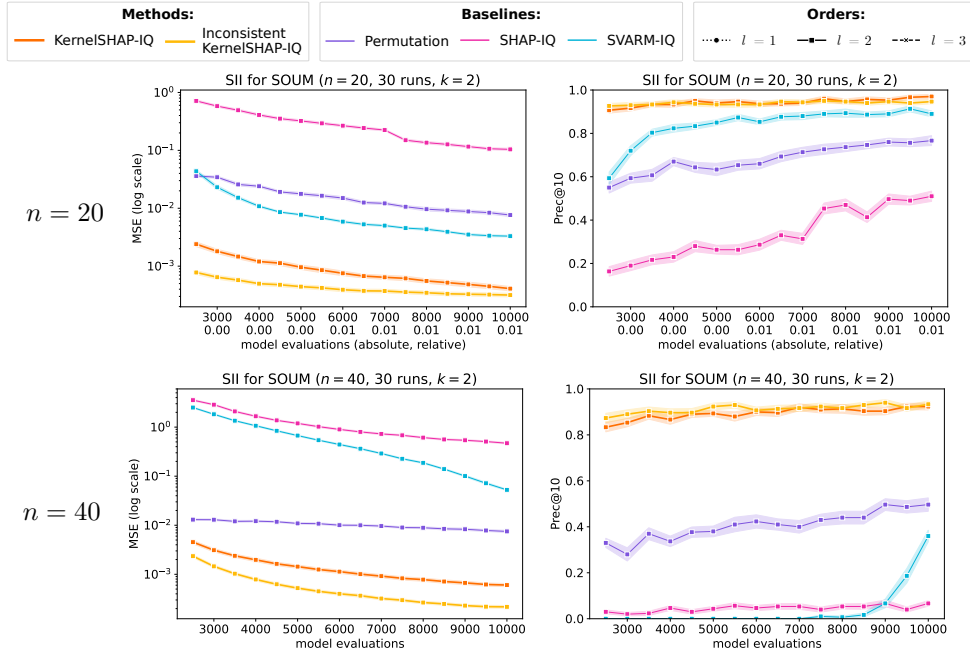 Methods:
KernelSHAP-IQ
Inconsistent
KernelSHAP-IQ
Baselines:
Permutation
SHAP-IQ
SVARM-IQ
Orders:
l = 1
l = 2
l = 3
n = 20
SII for SOUM (n = 20, 30 runs, k = 2)
MSE (log scale)
10^0
10^-1
10^-2
10^-3
3000 4000 5000 6000 7000 8000 9000 10000
0.00 0.00 0.00 0.01 0.01 0.01 0.01 0.01
model evaluations (absolute, relative)
SII for SOUM (n = 20, 30 runs, k = 2)
Prec@10
1.0
0.8
0.6
0.4
0.2
0.0
3000 4000 5000 6000 7000 8000 9000 10000
0.00 0.00 0.00 0.01 0.01 0.01 0.01 0.01
model evaluations (absolute, relative)
n = 40
SII for SOUM (n = 40, 30 runs, k = 2)
MSE (log scale)
10^0
10^-1
10^-2
10^-3
3000 4000 5000 6000 7000 8000 9000 10000
model evaluations
SII for SOUM (n = 40, 30 runs, k = 2)
Prec@10
1.0
0.8
0.6
0.4
0.2
0.0
3000 4000 5000 6000 7000 8000 9000 10000
model evaluations